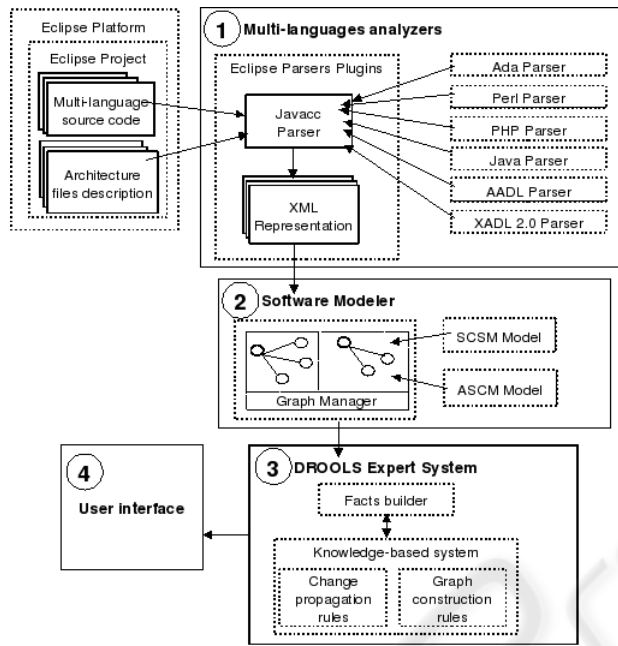 Eclipse Platform
Eclipse Project
Multi-language
source code
Architecture
files description
1 Multi-languages analyzers
Eclipse Parsers Plugins
Javacc
Parser
XML
Representation
Ada Parser
Perl Parser
PHP Parser
Java Parser
AADL Parser
XADL 2.0 Parser
2 Software Modeler
Graph Manager
SCSM Model
ASCM Model
3 DROOLS Expert System
Facts builder
Knowledge-based system
Change
propagation
rules
Graph
construction
rules
4
User interface